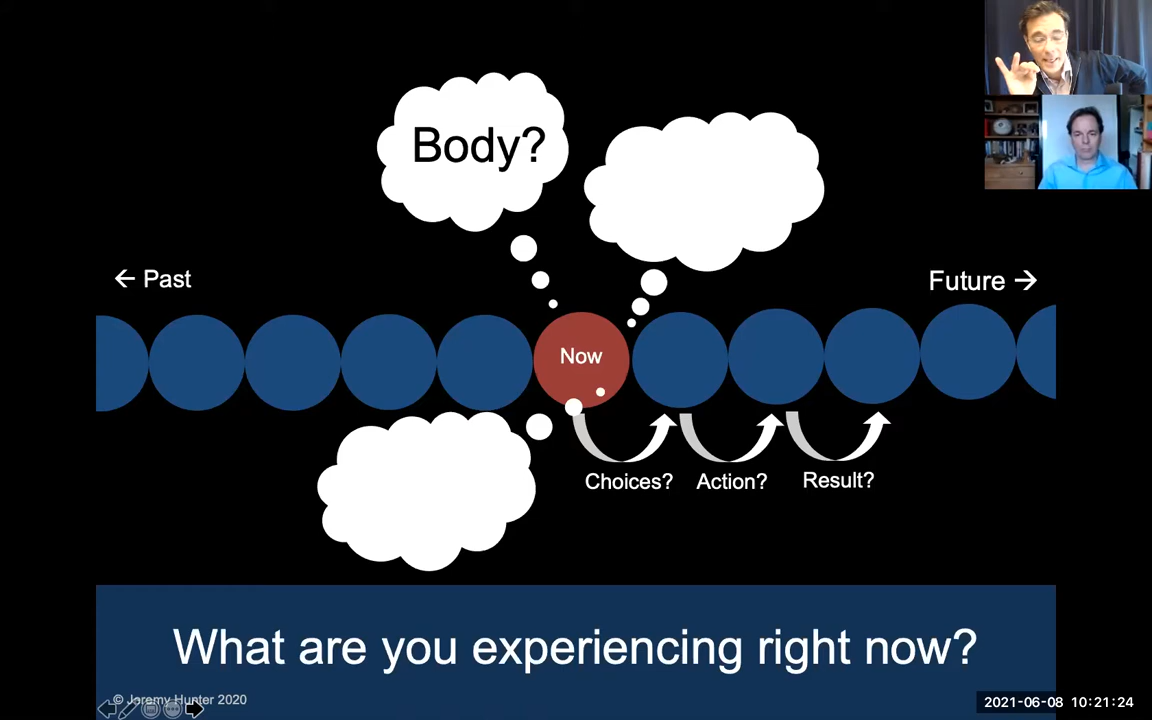 Body?
← Past
Future →
Now
Choices?
Action?
Result?
What are you experiencing right now?
© Jeremy Hunter 2020
2021-06-08 10:21:24